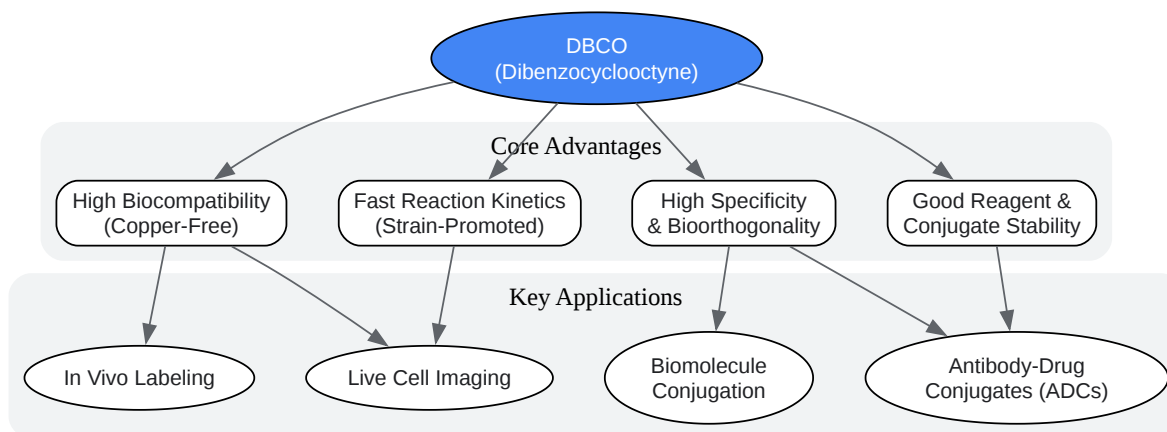 DBCO
(Dibenzocyclooctyne)
Core Advantages
High Biocompatibility
(Copper-Free)
Fast Reaction Kinetics
(Strain-Promoted)
High Specificity
& Bioorthogonality
Good Reagent &
Conjugate Stability
Key Applications
In Vivo Labeling
Live Cell Imaging
Biomolecule
Conjugation
Antibody-Drug
Conjugates (ADCs)